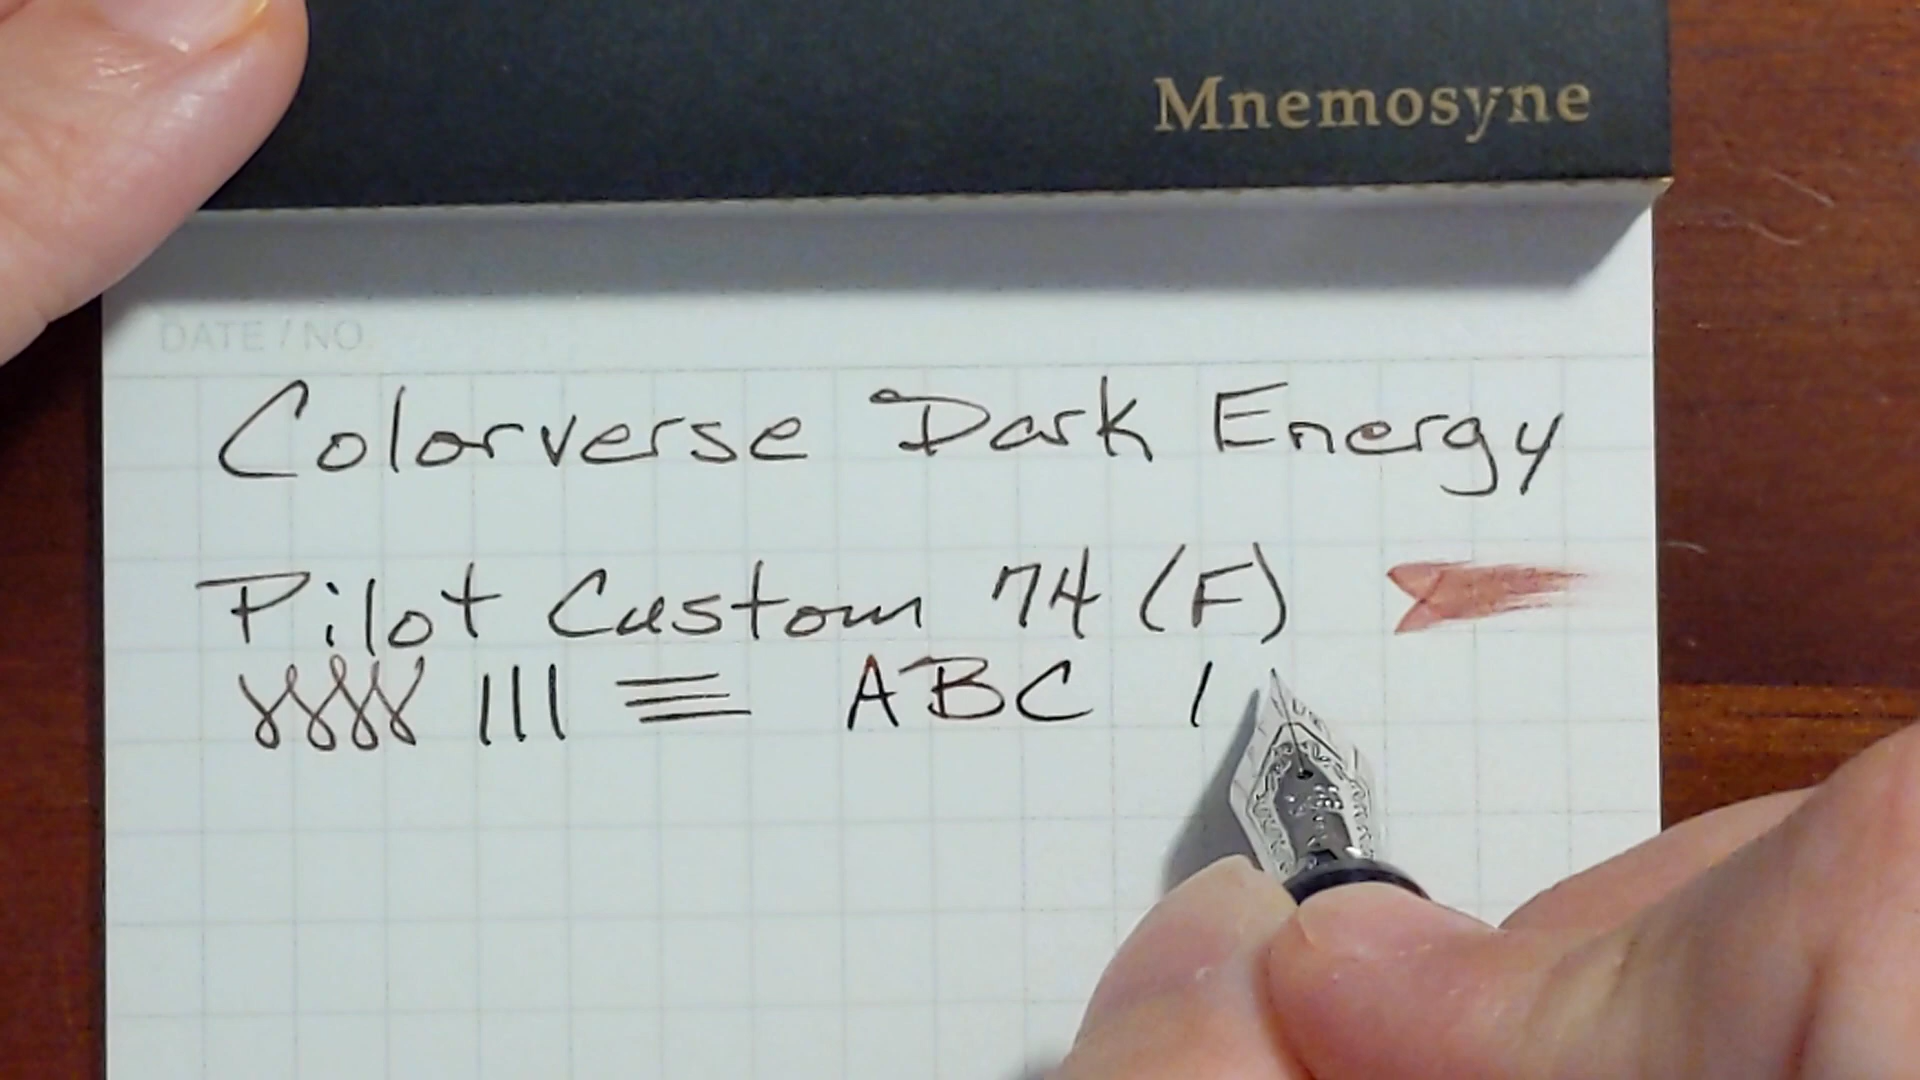 Mnemosyne
DATE / NO.
Colorverse Dark Energy
Pilot Custom 74 (F)
ABC 1